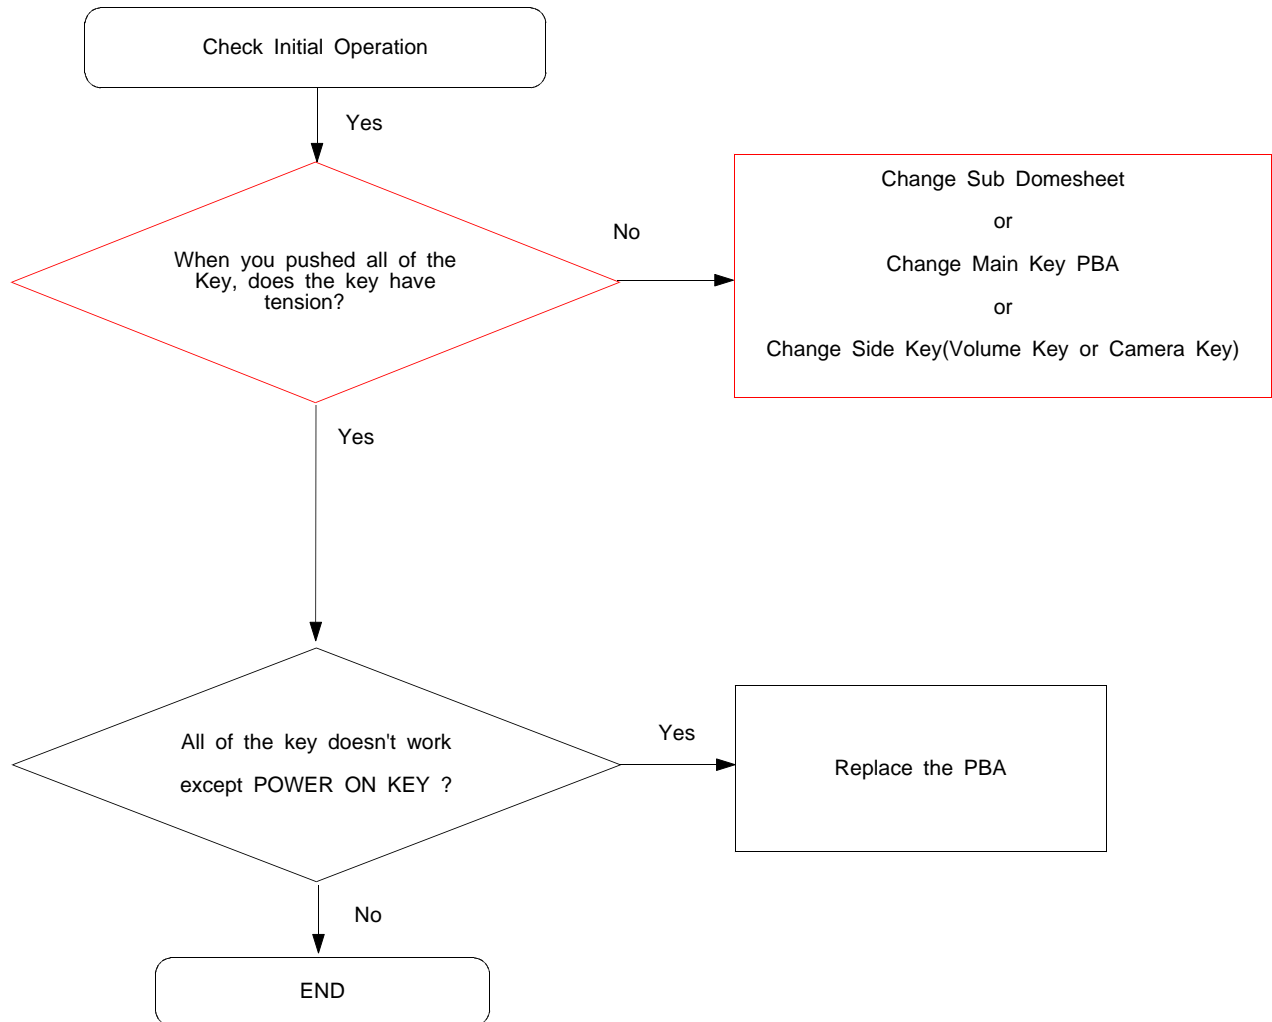 Check Initial Operation
Yes
When you pushed all of the
Key, does the key have
tension?
No
Change Sub Domesheet
or
Change Main Key PBA
or
Change Side Key(Volume Key or Camera Key)
Yes
All of the key doesn't work
except POWER ON KEY ?
Yes
Replace the PBA
No
END